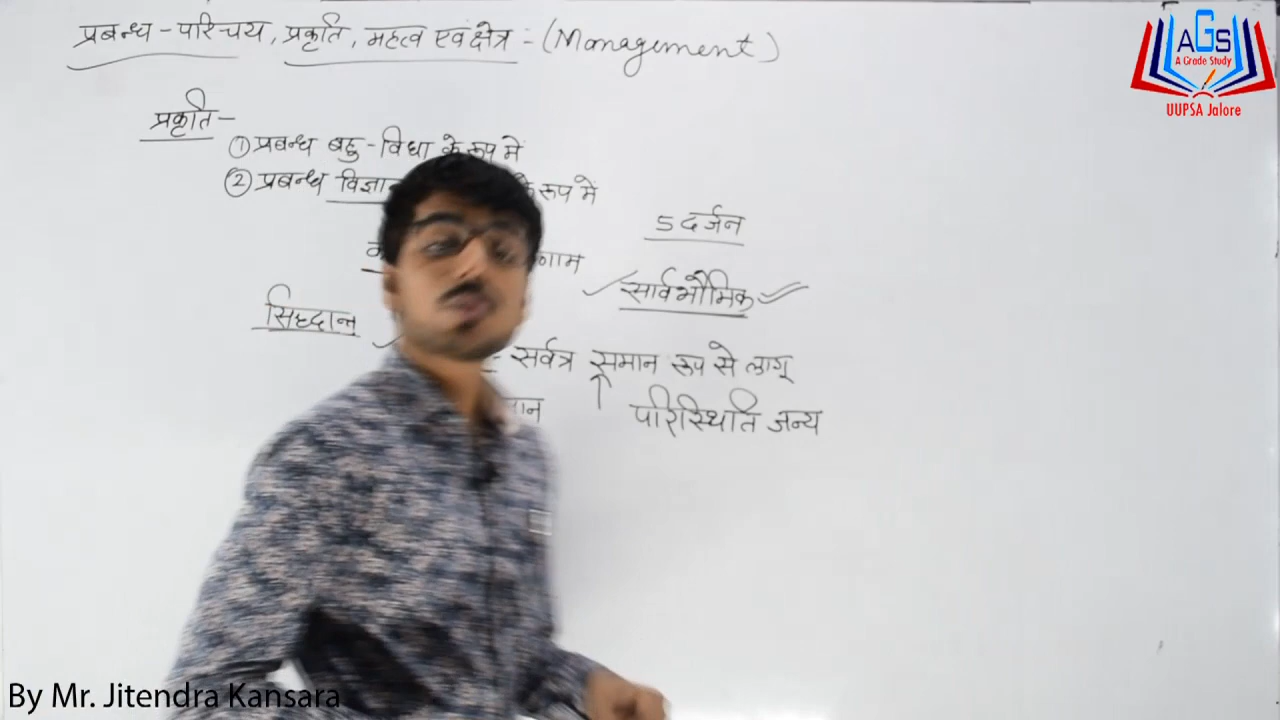 प्रबन्ध - परिचय, प्रकृति, महत्व एवं क्षेत्र :- (Management)
AGS
A Grade Study
UUPSA Jalore
प्रकृति -
① प्रबन्ध बहु - विधा के रूप में
② प्रबन्ध विज्ञान रूप में
5 दर्जन
सार्वभौमिक
सिद्धान्त
सर्वत्र समान रूप से लागू
परिस्थिति जन्य
By Mr. Jitendra Kansara